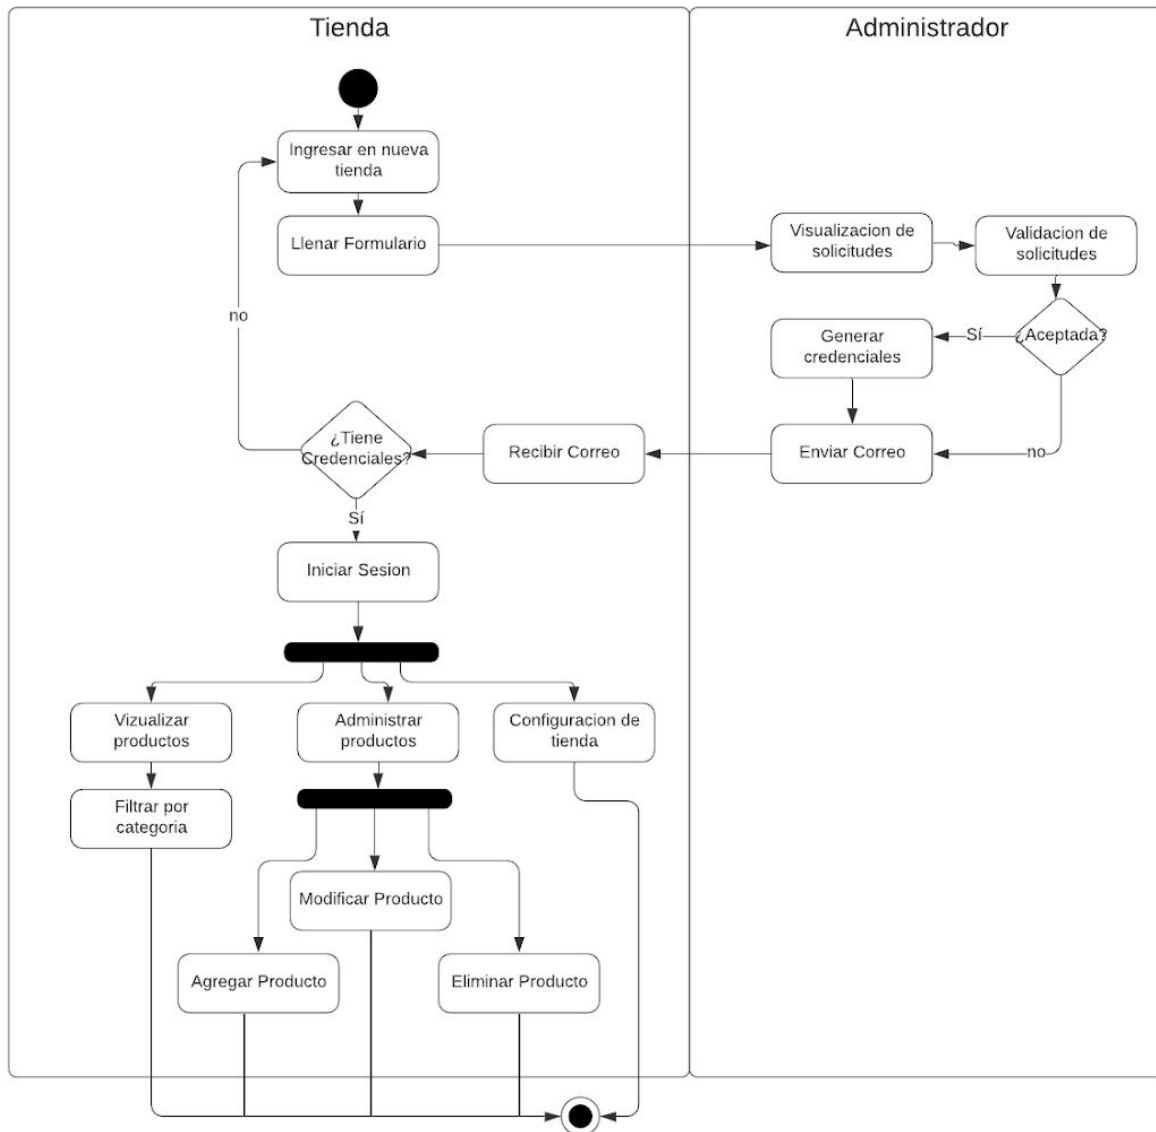 Tienda
Administrador
Ingresar en nueva
tienda
Llenar Formulario
Visualizacion de
solicitudes
Validacion de
solicitudes
no
Generar
credenciales
Sí
¿Aceptada?
¿Tiene
Credenciales?
Recibir Correo
Enviar Correo
no
Sí
Iniciar Sesion
Vizualizar
productos
Administrar
productos
Configuracion de
tienda
Filtrar por
categoria
Modificar Producto
Agregar Producto
Eliminar Producto